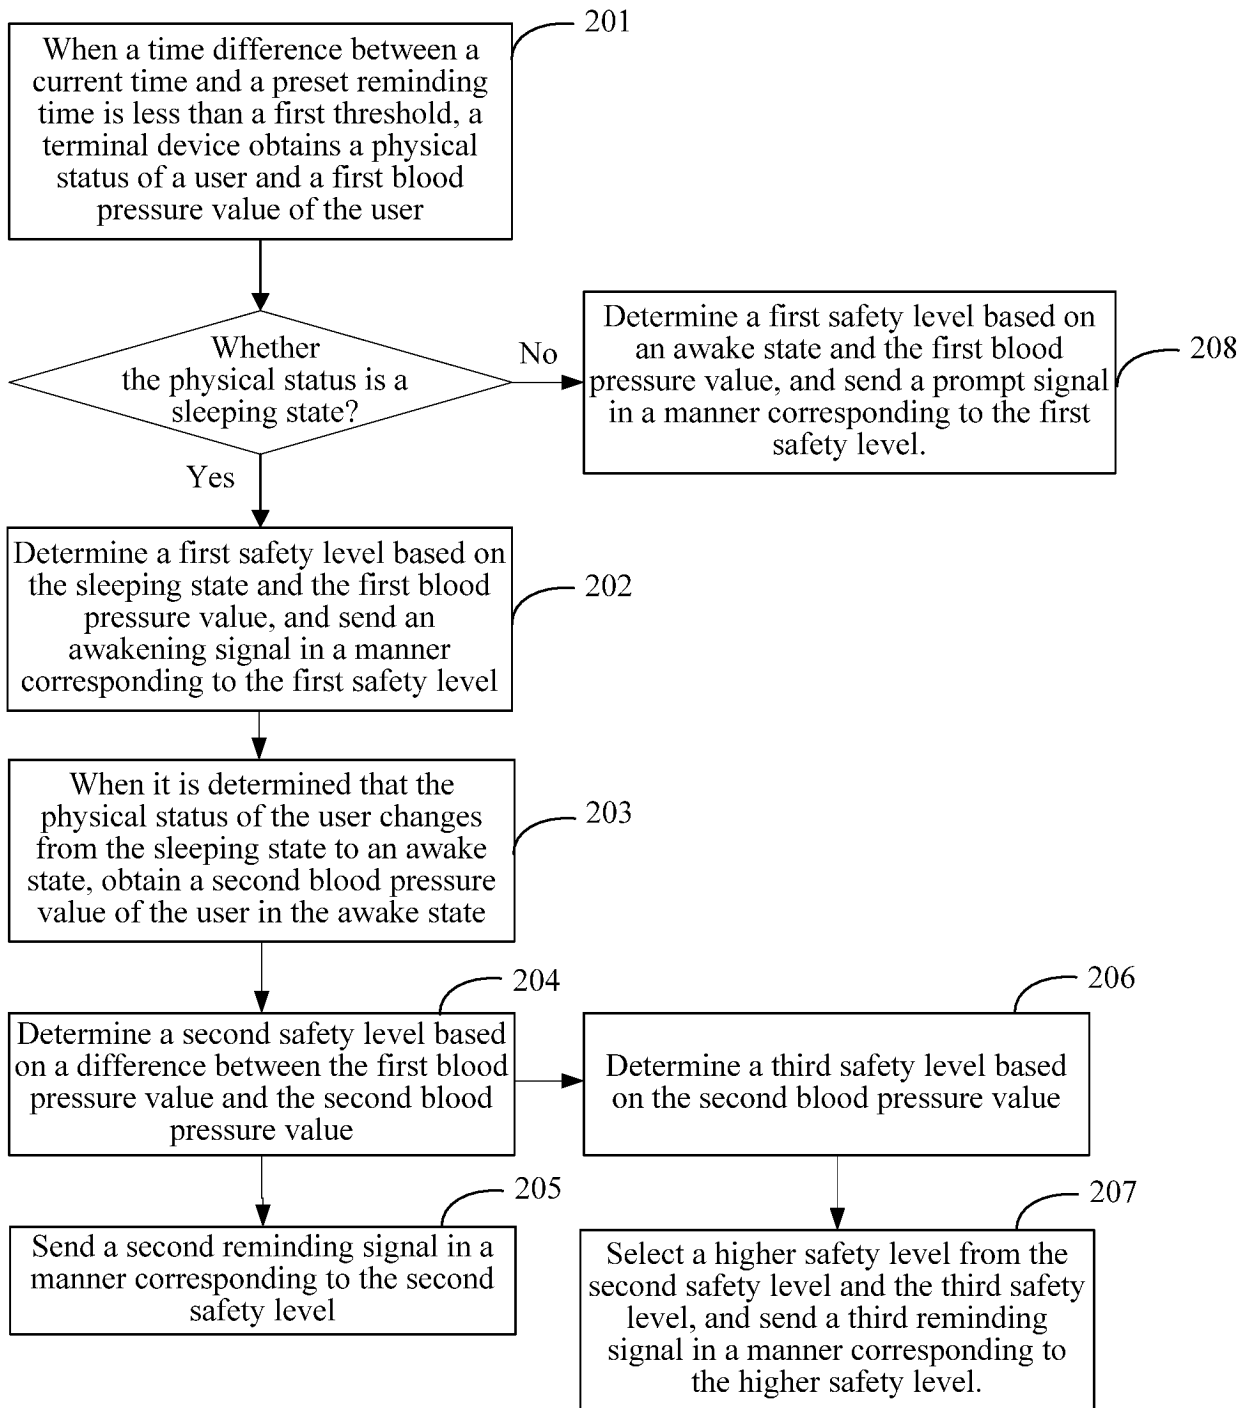 201
When a time difference between a
current time and a preset reminding
time is less than a first threshold, a
terminal device obtains a physical
status of a user and a first blood
pressure value of the user
Whether
the physical status is a
sleeping state?
No
Determine a first safety level based on
an awake state and the first blood
pressure value, and send a prompt signal
in a manner corresponding to the first
safety level.
208
Yes
Determine a first safety level based on
the sleeping state and the first blood
pressure value, and send an
awakening signal in a manner
corresponding to the first safety level
202
When it is determined that the
physical status of the user changes
from the sleeping state to an awake
state, obtain a second blood pressure
value of the user in the awake state
203
204
Determine a second safety level based
on a difference between the first blood
pressure value and the second blood
pressure value
206
Determine a third safety level based
on the second blood pressure value
205
Send a second reminding signal in a
manner corresponding to the second
safety level
207
Select a higher safety level from the
second safety level and the third safety
level, and send a third reminding
signal in a manner corresponding to
the higher safety level.